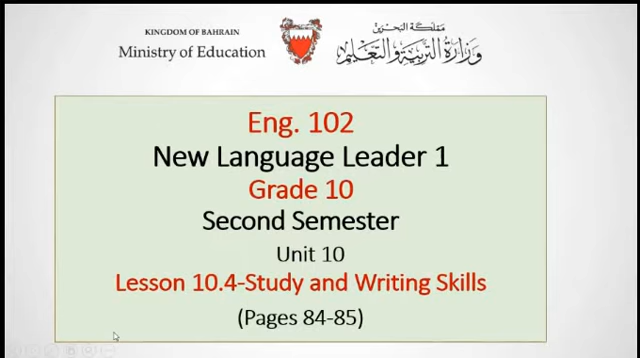 KINGDOM OF BAHRAIN
Ministry of Education
مملكة البحرين
وزارة التربية والتعليم
Eng. 102
New Language Leader 1
Grade 10
Second Semester
Unit 10
Lesson 10.4-Study and Writing Skills
(Pages 84-85)